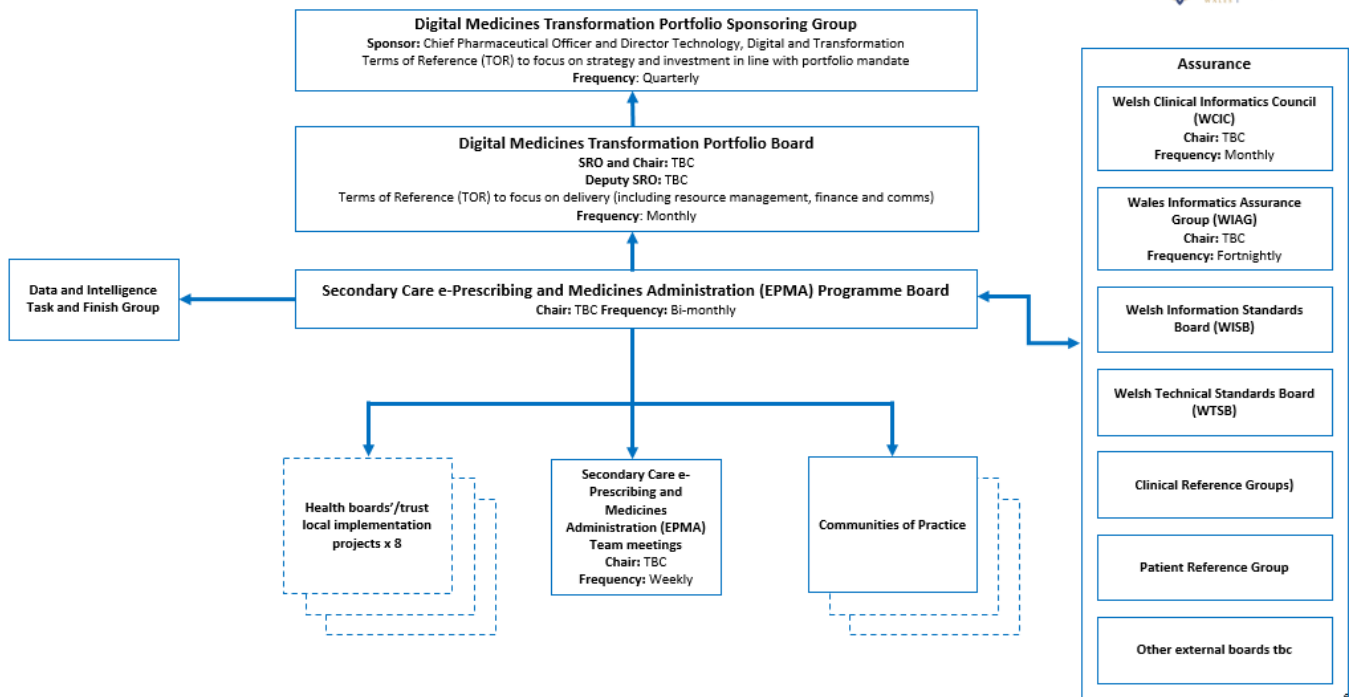 Digital Medicines Transformation Portfolio Sponsoring Group
Sponsor: Chief Pharmaceutical Officer and Director Technology, Digital and Transformation
Terms of Reference (TOR) to focus on strategy and investment in line with portfolio mandate
Frequency: Quarterly
Digital Medicines Transformation Portfolio Board
SRO and Chair: TBC
Deputy SRO: TBC
Terms of Reference (TOR) to focus on delivery (including resource management, finance and comms)
Frequency: Monthly
Data and Intelligence
Task and Finish Group
Secondary Care e-Prescribing and Medicines Administration (EPMA) Programme Board
Chair: TBC Frequency: Bi-monthly
Health boards'/trust
local implementation
projects x 8
Secondary Care e-
Prescribing and
Medicines
Administration (EPMA)
Team meetings
Chair: TBC
Frequency: Weekly
Communities of Practice
Assurance
Welsh Clinical Informatics Council
(WCIC)
Chair: TBC
Frequency: Monthly
Wales Informatics Assurance
Group (WIAG)
Chair: TBC
Frequency: Fortnightly
Welsh Information Standards
Board (WISB)
Welsh Technical Standards Board
(WTSB)
Clinical Reference Groups)
Patient Reference Group
Other external boards tbc